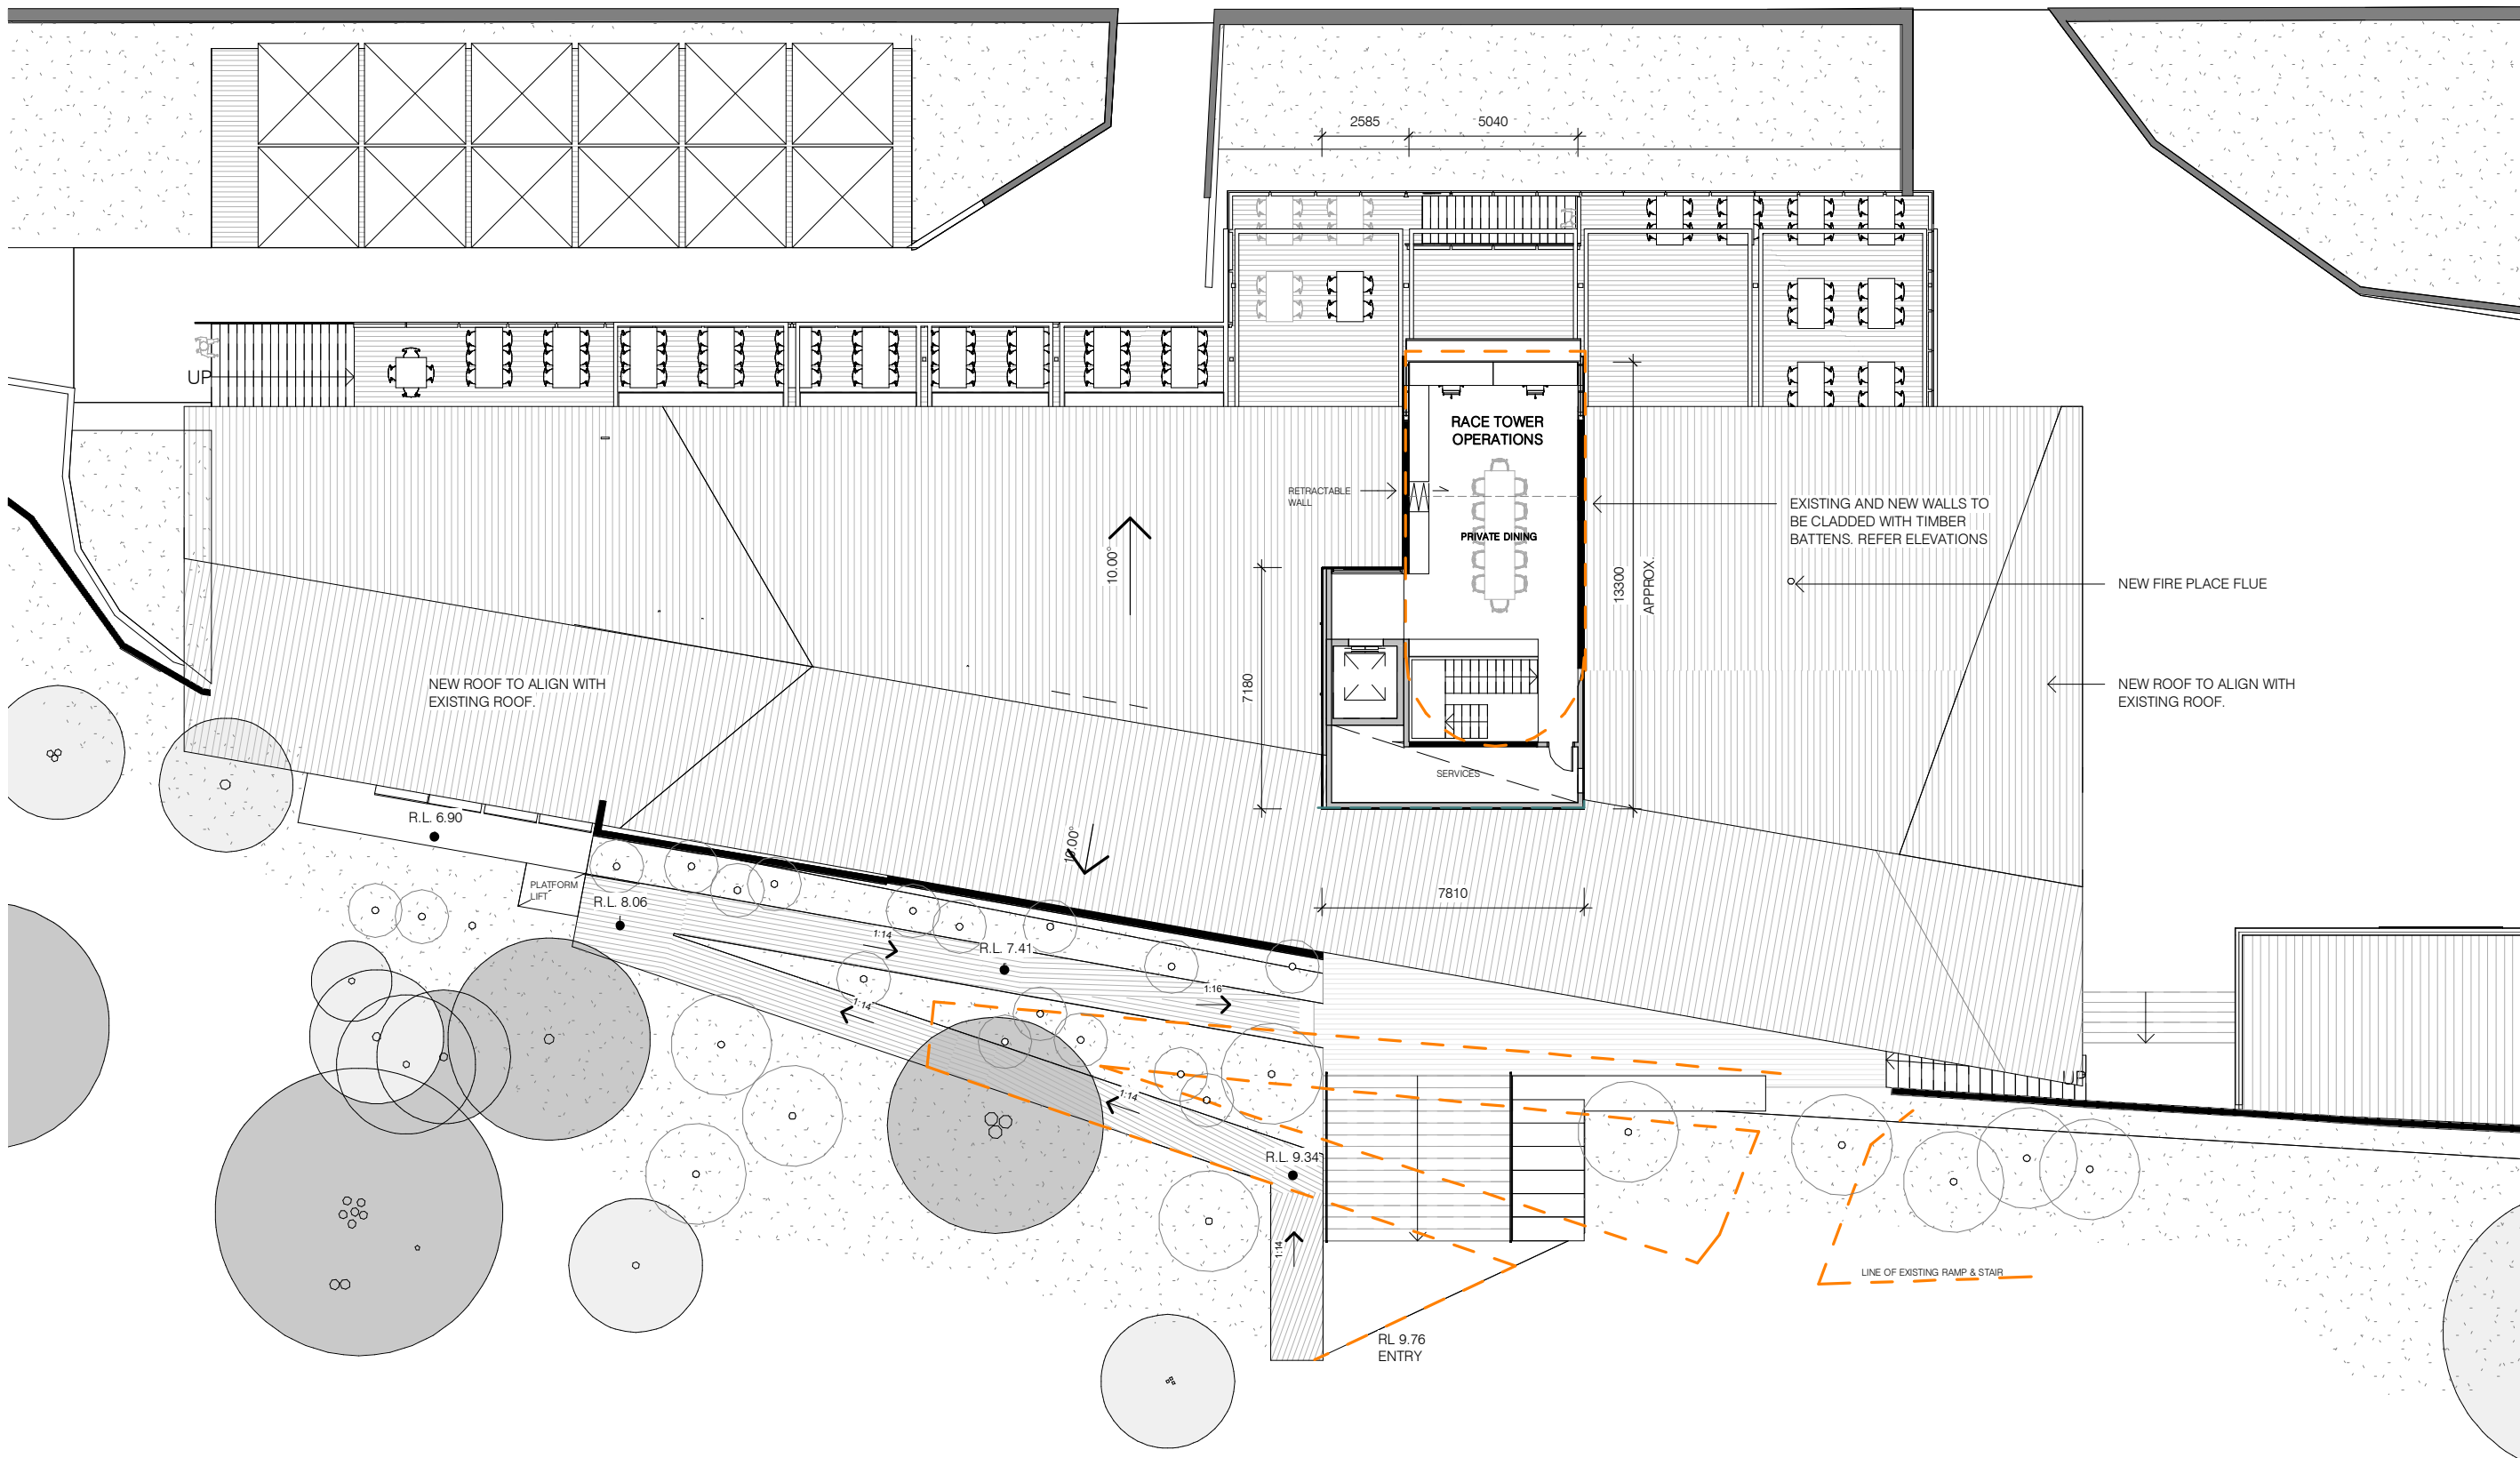 2585
5040
UP
RACE TOWER
OPERATIONS
RETRACTABLE
WALL
EXISTING AND NEW WALLS TO
BE CLADDED WITH TIMBER
BATTENS. REFER ELEVATIONS
PRIVATE DINING
10.00°
13300
APPROX.
NEW FIRE PLACE FLUE
NEW ROOF TO ALIGN WITH
EXISTING ROOF.
7180
NEW ROOF TO ALIGN WITH
EXISTING ROOF.
SERVICES
R.L. 6.90
10.00°
PLATFORM
LIFT
R.L. 8.06
7810
1:14
R.L. 7.41
1:16
1:14
UP
1:14
R.L. 9.34
1:14
LINE OF EXISTING RAMP & STAIR
RL 9.76
ENTRY